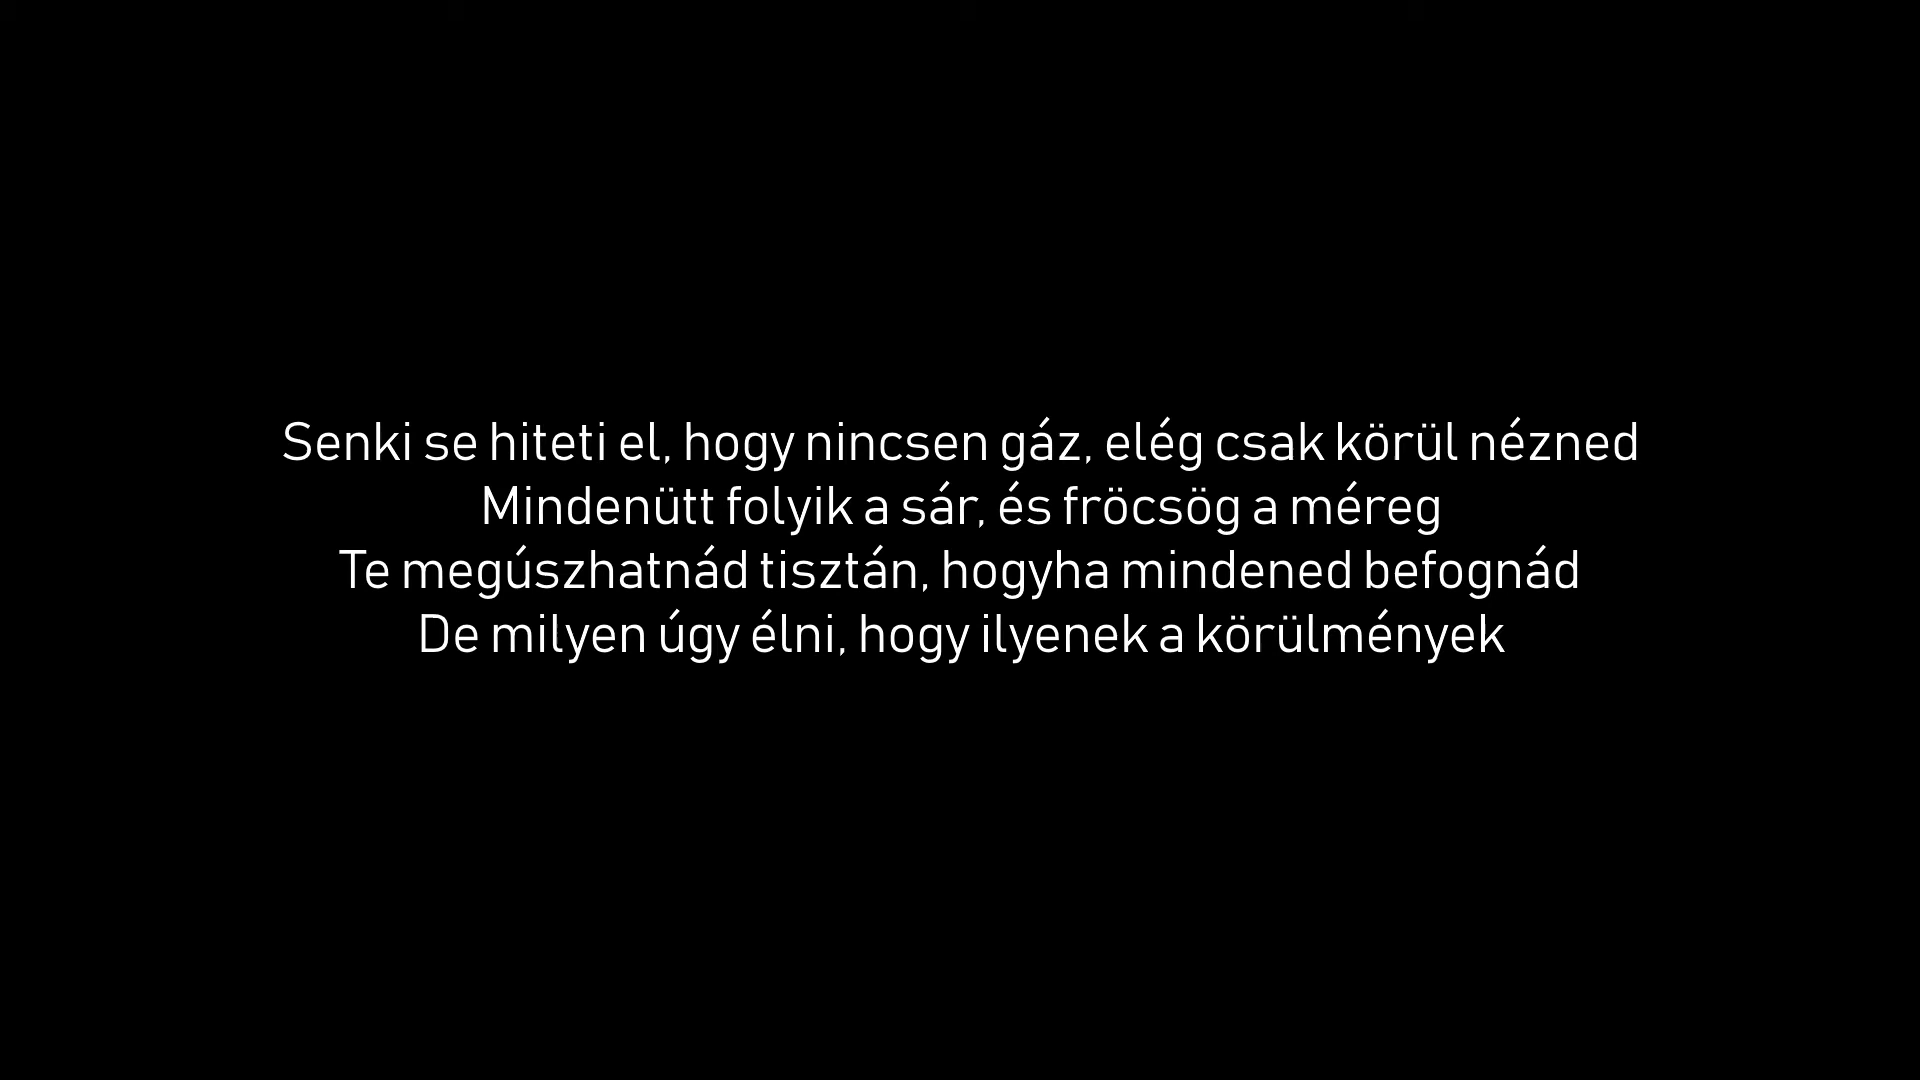 Senki se hiteti el, hogy nincsen gáz, elég csak körül nézned
Mindenütt folyik a sár, és fröcsög a méreg
Te megúszhatnád tisztán, hogyha mindened befognád
De milyen úgy élni, hogy ilyenek a körülmények